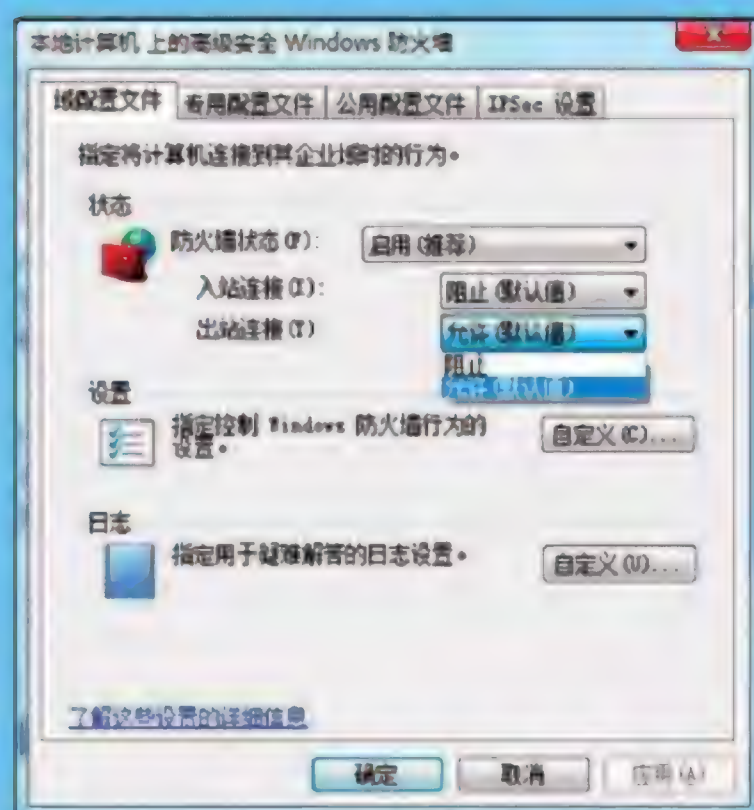 本地计算机 上的高级安全 Windows 防火墙
域配置文件 专用配置文件 公用配置文件 IPSec 设置
指定将计算机连接到其企业域时的行为。
状态
防火墙状态(F): 启用(推荐)
入站连接(I): 阻止(默认值)
出站连接(T) 允许(默认值)
阻止
允许(默认值)
设置
指定控制 Windows 防火墙行为的
设置。
自定义(C)...
日志
指定用于疑难解答的日志设置。
自定义(U)...
了解这些设置的详细信息
确定 取消 应用(A)